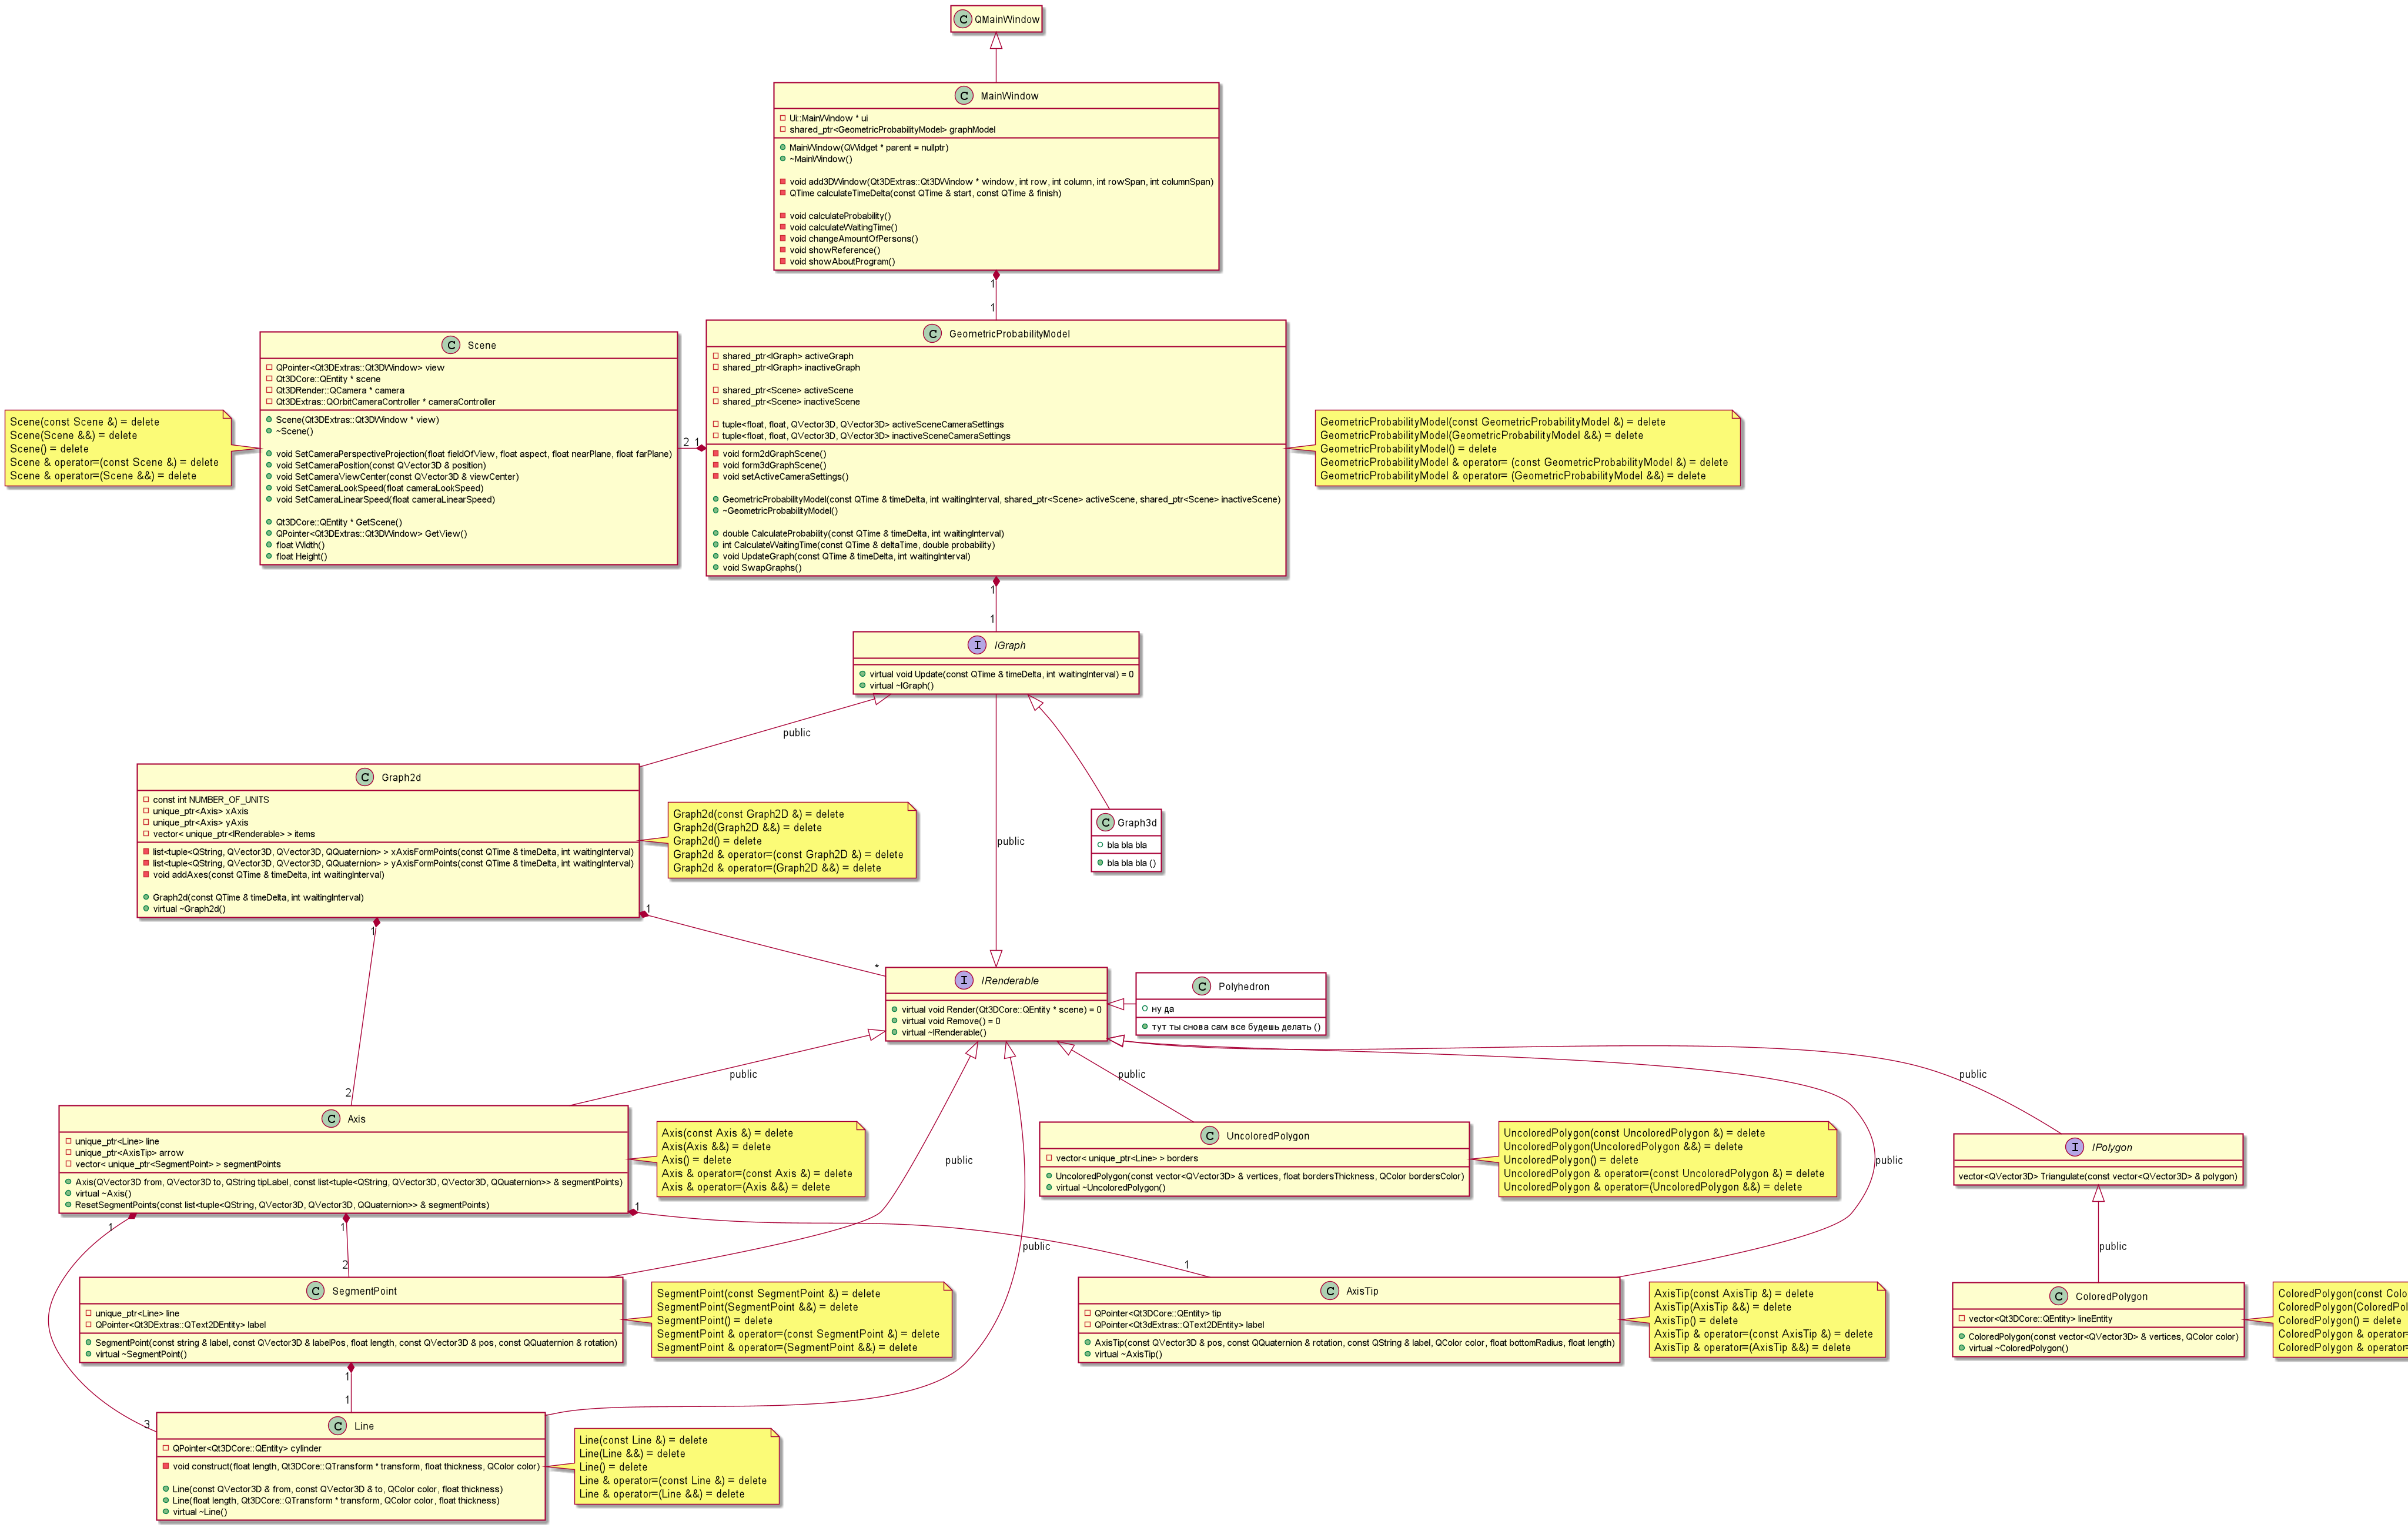 C QMainWindow
C MainWindow
Ui::MainWindow * ui
shared_ptr<GeometricProbabilityModel> graphModel
MainWindow(QWidget * parent = nullptr)
~MainWindow()
void add3DWindow(Qt3DExtras::Qt3DWindow * window, int row, int column, int rowSpan, int columnSpan)
QTime calculateTimeDelta(const QTime & start, const QTime & finish)
void calculateProbability()
void calculateWaitingTime()
void changeAmountOfPersons()
void showReference()
void showAboutProgram()
1
1
C Scene
QPointer<Qt3DExtras::Qt3DWindow> view
Qt3DCore::QEntity * scene
Qt3DRender::QCamera * camera
Qt3DExtras::QOrbitCameraController * cameraController
Scene(Qt3DExtras::Qt3DWindow * view)
~Scene()
void SetCameraPerspectiveProjection(float fieldOfView, float aspect, float nearPlane, float farPlane)
void SetCameraPosition(const QVector3D & position)
void SetCameraViewCenter(const QVector3D & viewCenter)
void SetCameraLookSpeed(float cameraLookSpeed)
void SetCameraLinearSpeed(float cameraLinearSpeed)
Qt3DCore::QEntity * GetScene()
QPointer<Qt3DExtras::Qt3DWindow> GetView()
float Width()
float Height()
Scene(const Scene &) = delete
Scene(Scene &&) = delete
Scene() = delete
Scene & operator=(const Scene &) = delete
Scene & operator=(Scene &&) = delete
2 1
C GeometricProbabilityModel
shared_ptr<IGraph> activeGraph
shared_ptr<IGraph> inactiveGraph
shared_ptr<Scene> activeScene
shared_ptr<Scene> inactiveScene
tuple<float, float, QVector3D, QVector3D> activeSceneCameraSettings
tuple<float, float, QVector3D, QVector3D> inactiveSceneCameraSettings
void form2dGraphScene()
void form3dGraphScene()
void setActiveCameraSettings()
GeometricProbabilityModel(const QTime & timeDelta, int waitingInterval, shared_ptr<Scene> activeScene, shared_ptr<Scene> inactiveScene)
~GeometricProbabilityModel()
double CalculateProbability(const QTime & timeDelta, int waitingInterval)
int CalculateWaitingTime(const QTime & deltaTime, double probability)
void UpdateGraph(const QTime & timeDelta, int waitingInterval)
void SwapGraphs()
GeometricProbabilityModel(const GeometricProbabilityModel &) = delete
GeometricProbabilityModel(GeometricProbabilityModel &&) = delete
GeometricProbabilityModel() = delete
GeometricProbabilityModel & operator= (const GeometricProbabilityModel &) = delete
GeometricProbabilityModel & operator= (GeometricProbabilityModel &&) = delete
1
1
I IGraph
virtual void Update(const QTime & timeDelta, int waitingInterval) = 0
virtual ~IGraph()
public
C Graph2d
const int NUMBER_OF_UNITS
unique_ptr<Axis> xAxis
unique_ptr<Axis> yAxis
vector< unique_ptr<IRenderable> > items
list<tuple<QString, QVector3D, QVector3D, QQuaternion> > xAxisFormPoints(const QTime & timeDelta, int waitingInterval)
list<tuple<QString, QVector3D, QVector3D, QQuaternion> > yAxisFormPoints(const QTime & timeDelta, int waitingInterval)
void addAxes(const QTime & timeDelta, int waitingInterval)
Graph2d(const QTime & timeDelta, int waitingInterval)
virtual ~Graph2d()
Graph2d(const Graph2D &) = delete
Graph2d(Graph2D &&) = delete
Graph2d() = delete
Graph2d & operator=(const Graph2D &) = delete
Graph2d & operator=(Graph2D &&) = delete
public
C Graph3d
bla bla bla
bla bla bla ()
1
1
*
2
I IRenderable
virtual void Render(Qt3DCore::QEntity * scene) = 0
virtual void Remove() = 0
virtual ~IRenderable()
C Polyhedron
ну да
тут ты снова сам все будешь делать ()
public
public
public
public
public
public
C Axis
unique_ptr<Line> line
unique_ptr<AxisTip> arrow
vector< unique_ptr<SegmentPoint> > segmentPoints
Axis(QVector3D from, QVector3D to, QString tipLabel, const list<tuple<QString, QVector3D, QVector3D, QQuaternion>> & segmentPoints)
virtual ~Axis()
ResetSegmentPoints(const list<tuple<QString, QVector3D, QVector3D, QQuaternion>> & segmentPoints)
Axis(const Axis &) = delete
Axis(Axis &&) = delete
Axis() = delete
Axis & operator=(const Axis &) = delete
Axis & operator=(Axis &&) = delete
C UncoloredPolygon
vector< unique_ptr<Line> > borders
UncoloredPolygon(const vector<QVector3D> & vertices, float bordersThickness, QColor bordersColor)
virtual ~UncoloredPolygon()
UncoloredPolygon(const UncoloredPolygon &) = delete
UncoloredPolygon(UncoloredPolygon &&) = delete
UncoloredPolygon() = delete
UncoloredPolygon & operator=(const UncoloredPolygon &) = delete
UncoloredPolygon & operator=(UncoloredPolygon &&) = delete
I IPolygon
vector<QVector3D> Triangulate(const vector<QVector3D> & polygon)
1
1
1
2
1
public
C SegmentPoint
unique_ptr<Line> line
QPointer<Qt3DExtras::QText2DEntity> label
SegmentPoint(const string & label, const QVector3D & labelPos, float length, const QVector3D & pos, const QQuaternion & rotation)
virtual ~SegmentPoint()
SegmentPoint(const SegmentPoint &) = delete
SegmentPoint(SegmentPoint &&) = delete
SegmentPoint() = delete
SegmentPoint & operator=(const SegmentPoint &) = delete
SegmentPoint & operator=(SegmentPoint &&) = delete
C AxisTip
QPointer<Qt3DCore::QEntity> tip
QPointer<Qt3dExtras::QText2DEntity> label
AxisTip(const QVector3D & pos, const QQuaternion & rotation, const QString & label, QColor color, float bottomRadius, float length)
virtual ~AxisTip()
AxisTip(const AxisTip &) = delete
AxisTip(AxisTip &&) = delete
AxisTip() = delete
AxisTip & operator=(const AxisTip &) = delete
AxisTip & operator=(AxisTip &&) = delete
C ColoredPolygon
vector<Qt3DCore::QEntity> lineEntity
ColoredPolygon(const vector<QVector3D> & vertices, QColor color)
virtual ~ColoredPolygon()
ColoredPolygon(const Colo
ColoredPolygon(ColoredPol
ColoredPolygon() = delete
ColoredPolygon & operator=
ColoredPolygon & operator=
1
1
3
C Line
QPointer<Qt3DCore::QEntity> cylinder
void construct(float length, Qt3DCore::QTransform * transform, float thickness, QColor color)
Line(const QVector3D & from, const QVector3D & to, QColor color, float thickness)
Line(float length, Qt3DCore::QTransform * transform, QColor color, float thickness)
virtual ~Line()
Line(const Line &) = delete
Line(Line &&) = delete
Line() = delete
Line & operator=(const Line &) = delete
Line & operator=(Line &&) = delete